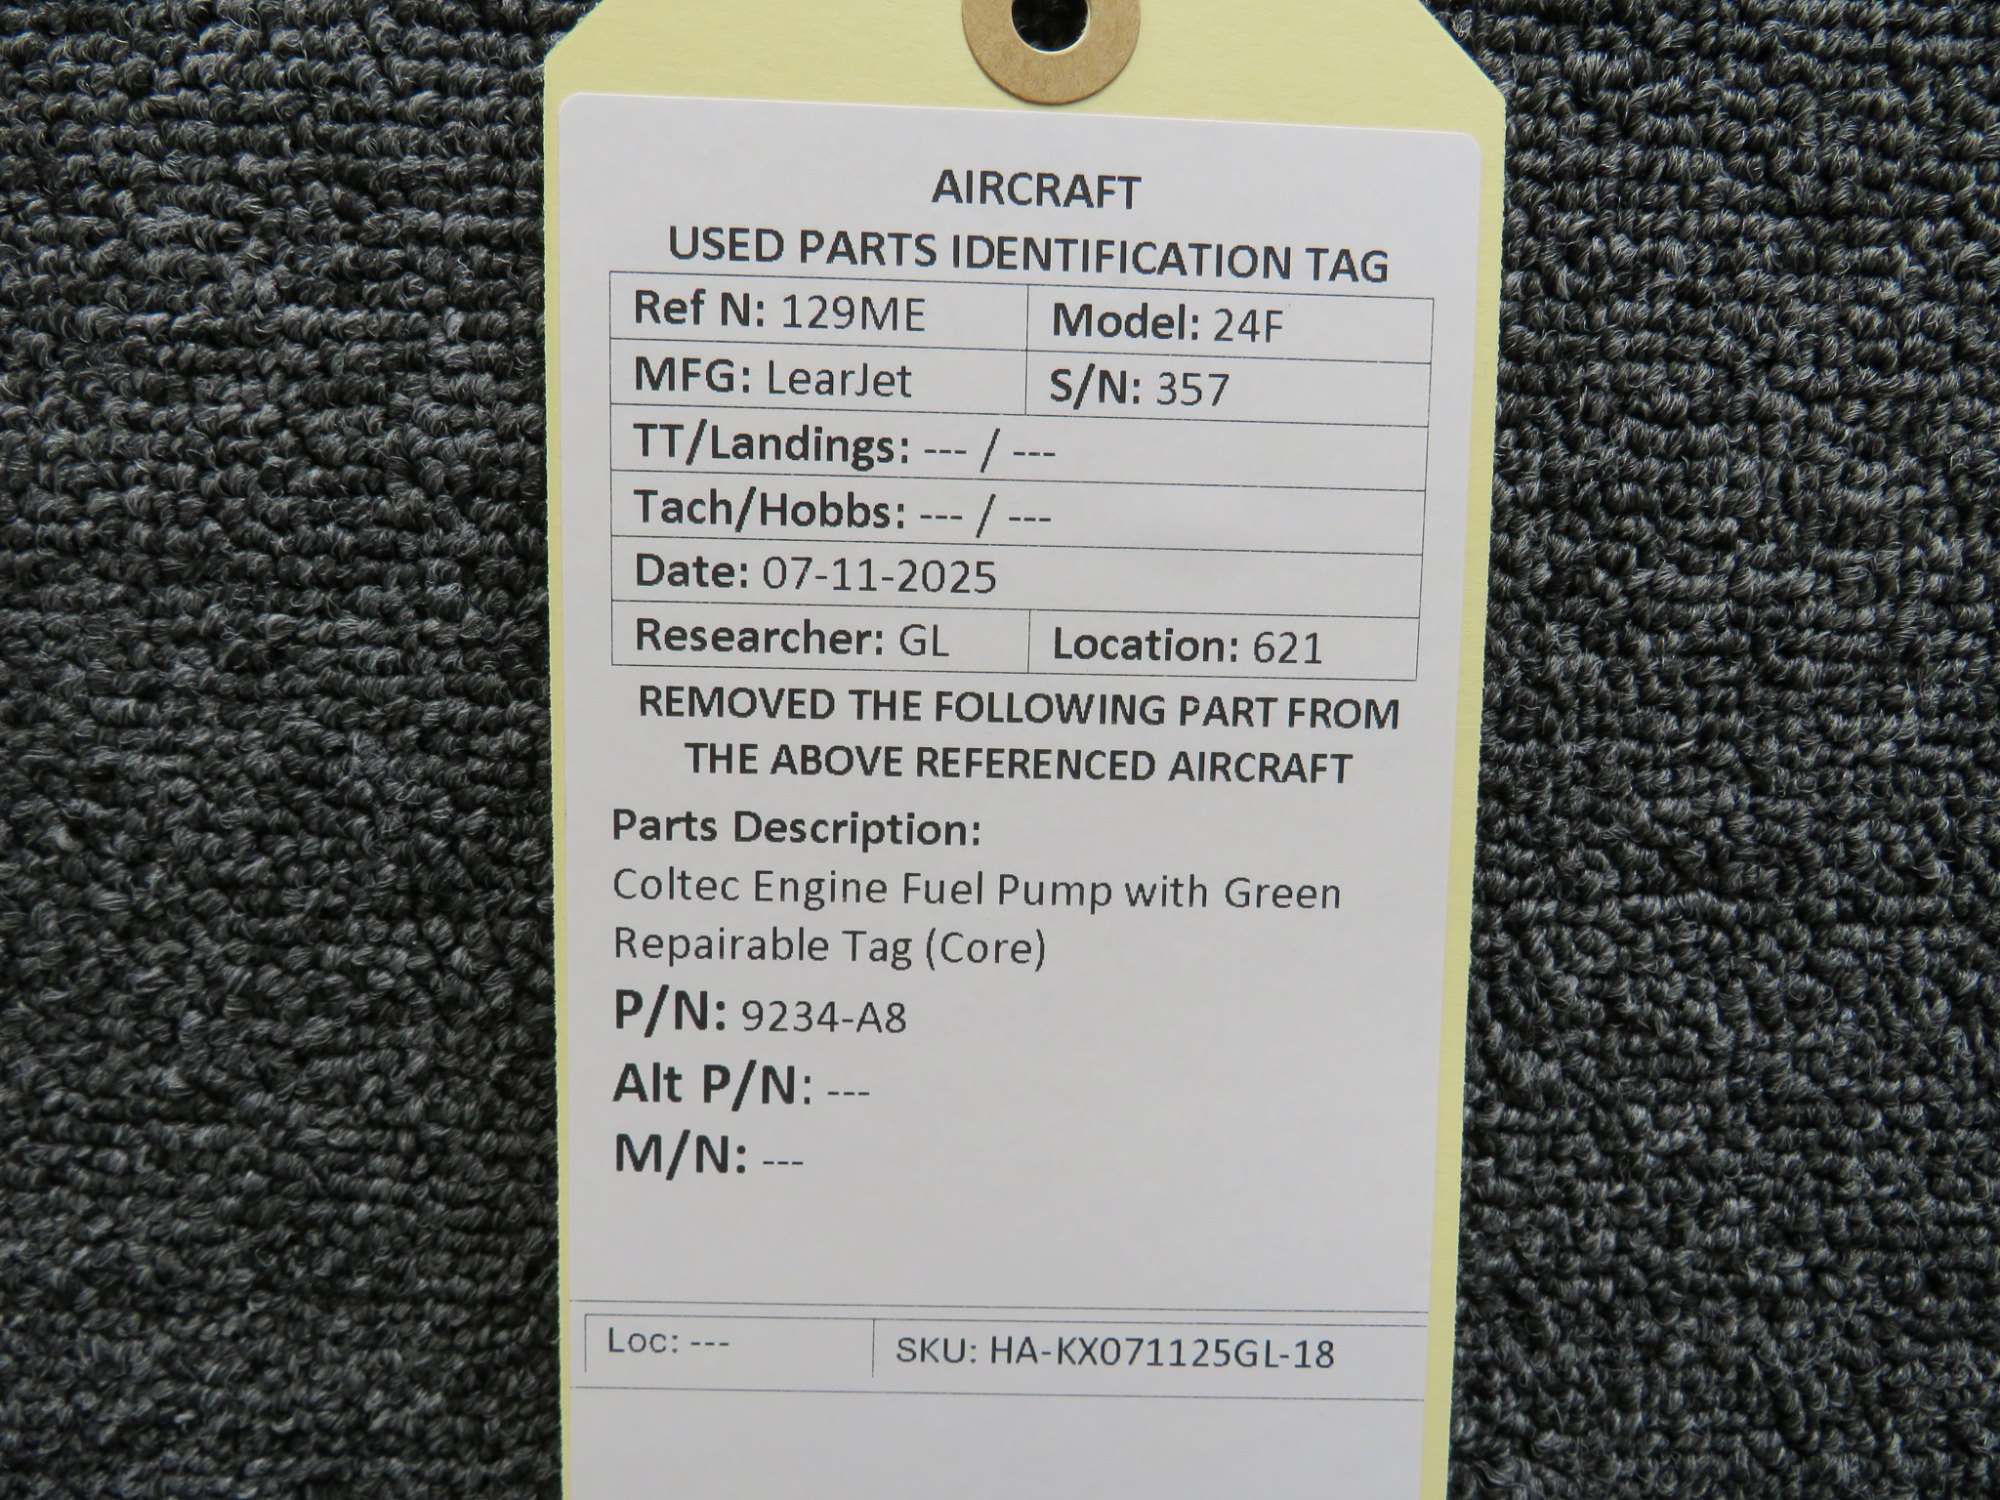 AIRCRAFT
USED PARTS IDENTIFICATION TAG
Ref N: 129ME Model: 24F
MFG: LearJet S/N: 357
TT/Landings: --- / ---
Tach/Hobbs: --- / ---
Date: 07-11-2025
Researcher: GL Location: 621
REMOVED THE FOLLOWING PART FROM
THE ABOVE REFERENCED AIRCRAFT
Parts Description:
Coltec Engine Fuel Pump with Green
Repairable Tag (Core)
P/N: 9234-A8
Alt P/N: ---
M/N: ---
Loc: --- SKU: HA-KX071125GL-18